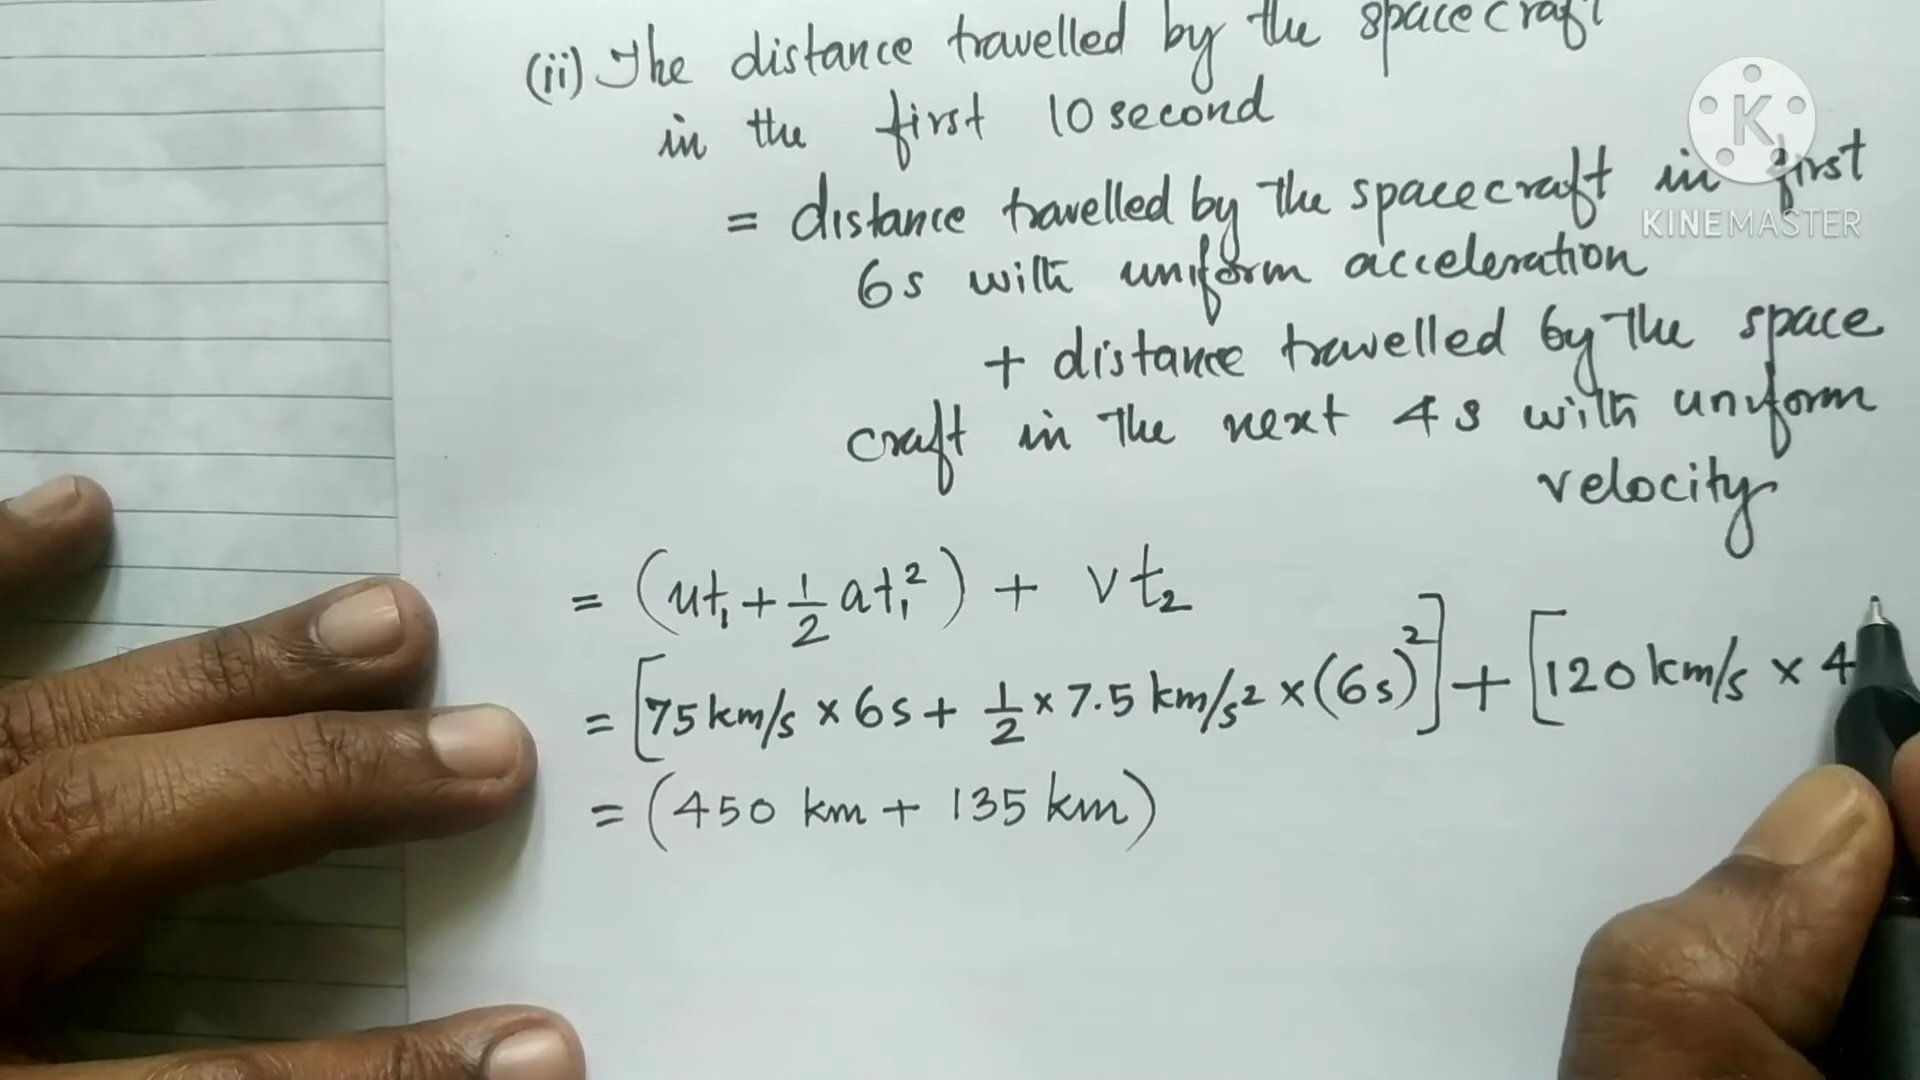 (ii) The distance travelled by the spacecraft
in the first 10 second
= distance travelled by the spacecraft in first
6s with uniform acceleration
+ distance travelled by the space
craft in the next 4s with uniform
velocity
= (ut₁ + 1/2 at₁²) + vt₂
= [75 km/s × 6s + 1/2 × 7.5 km/s² × (6s)²] + [120 km/s × 4
= (450 km + 135 km)
K
KINEMASTER